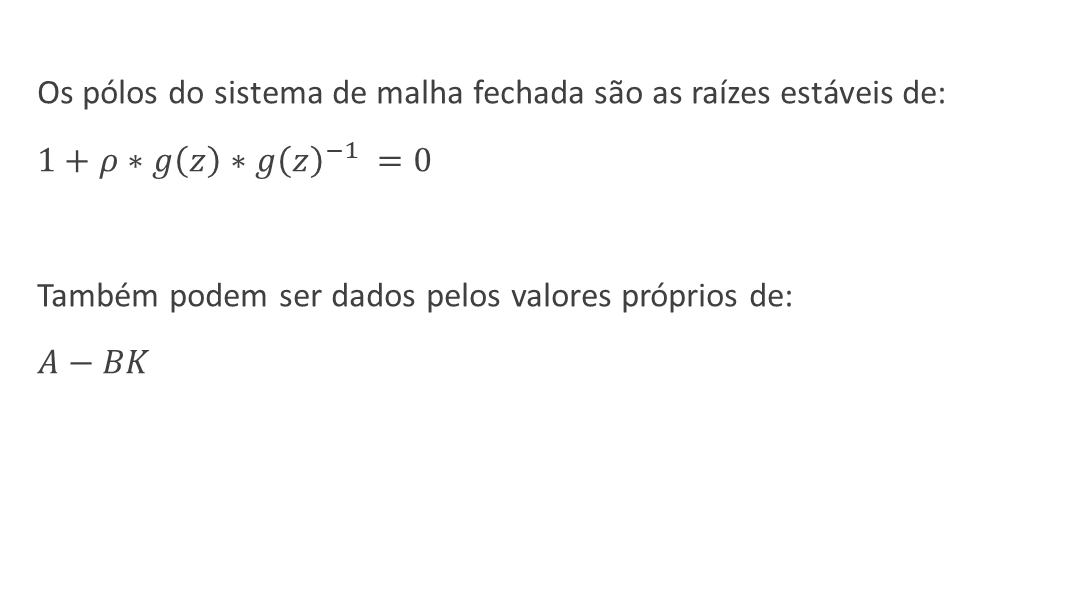 Os pólos do sistema de malha fechada são as raízes estáveis de:
1 + ρ * g(z) * g(z)⁻¹ = 0
Também podem ser dados pelos valores próprios de:
A − BK